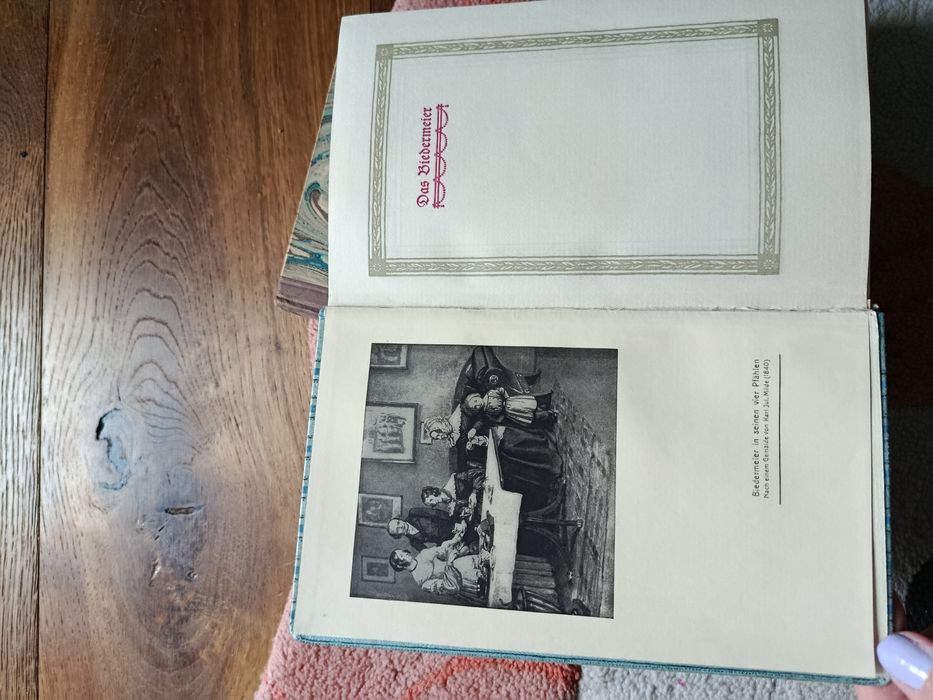 Biedermeier in seinen vier Pfählen
Nach einem Gemälde von Karl Jul. Milde (1840)
Das Biedermeier